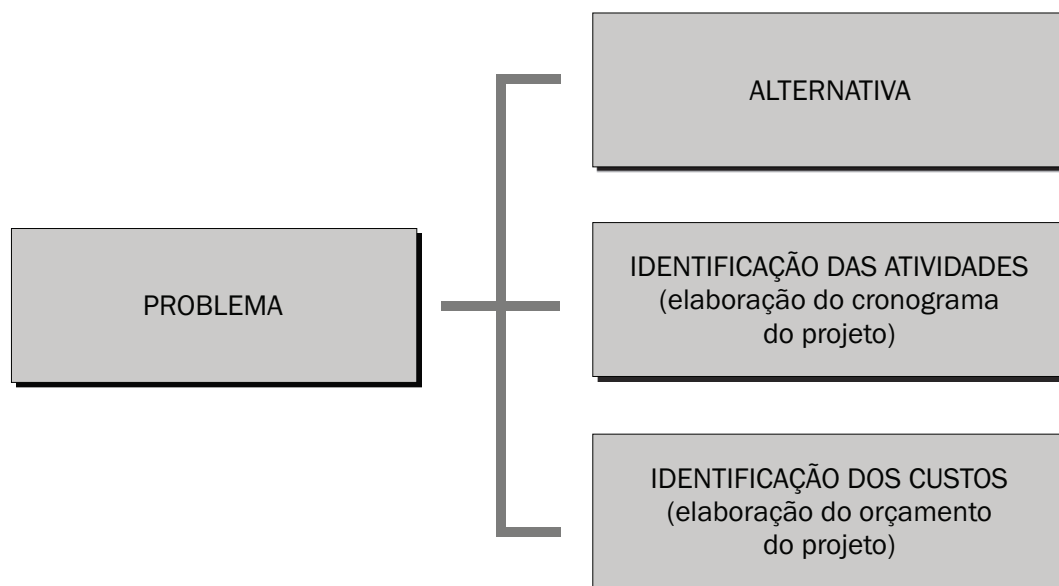 PROBLEMA
ALTERNATIVA
IDENTIFICAÇÃO DAS ATIVIDADES
(elaboração do cronograma
do projeto)
IDENTIFICAÇÃO DOS CUSTOS
(elaboração do orçamento
do projeto)